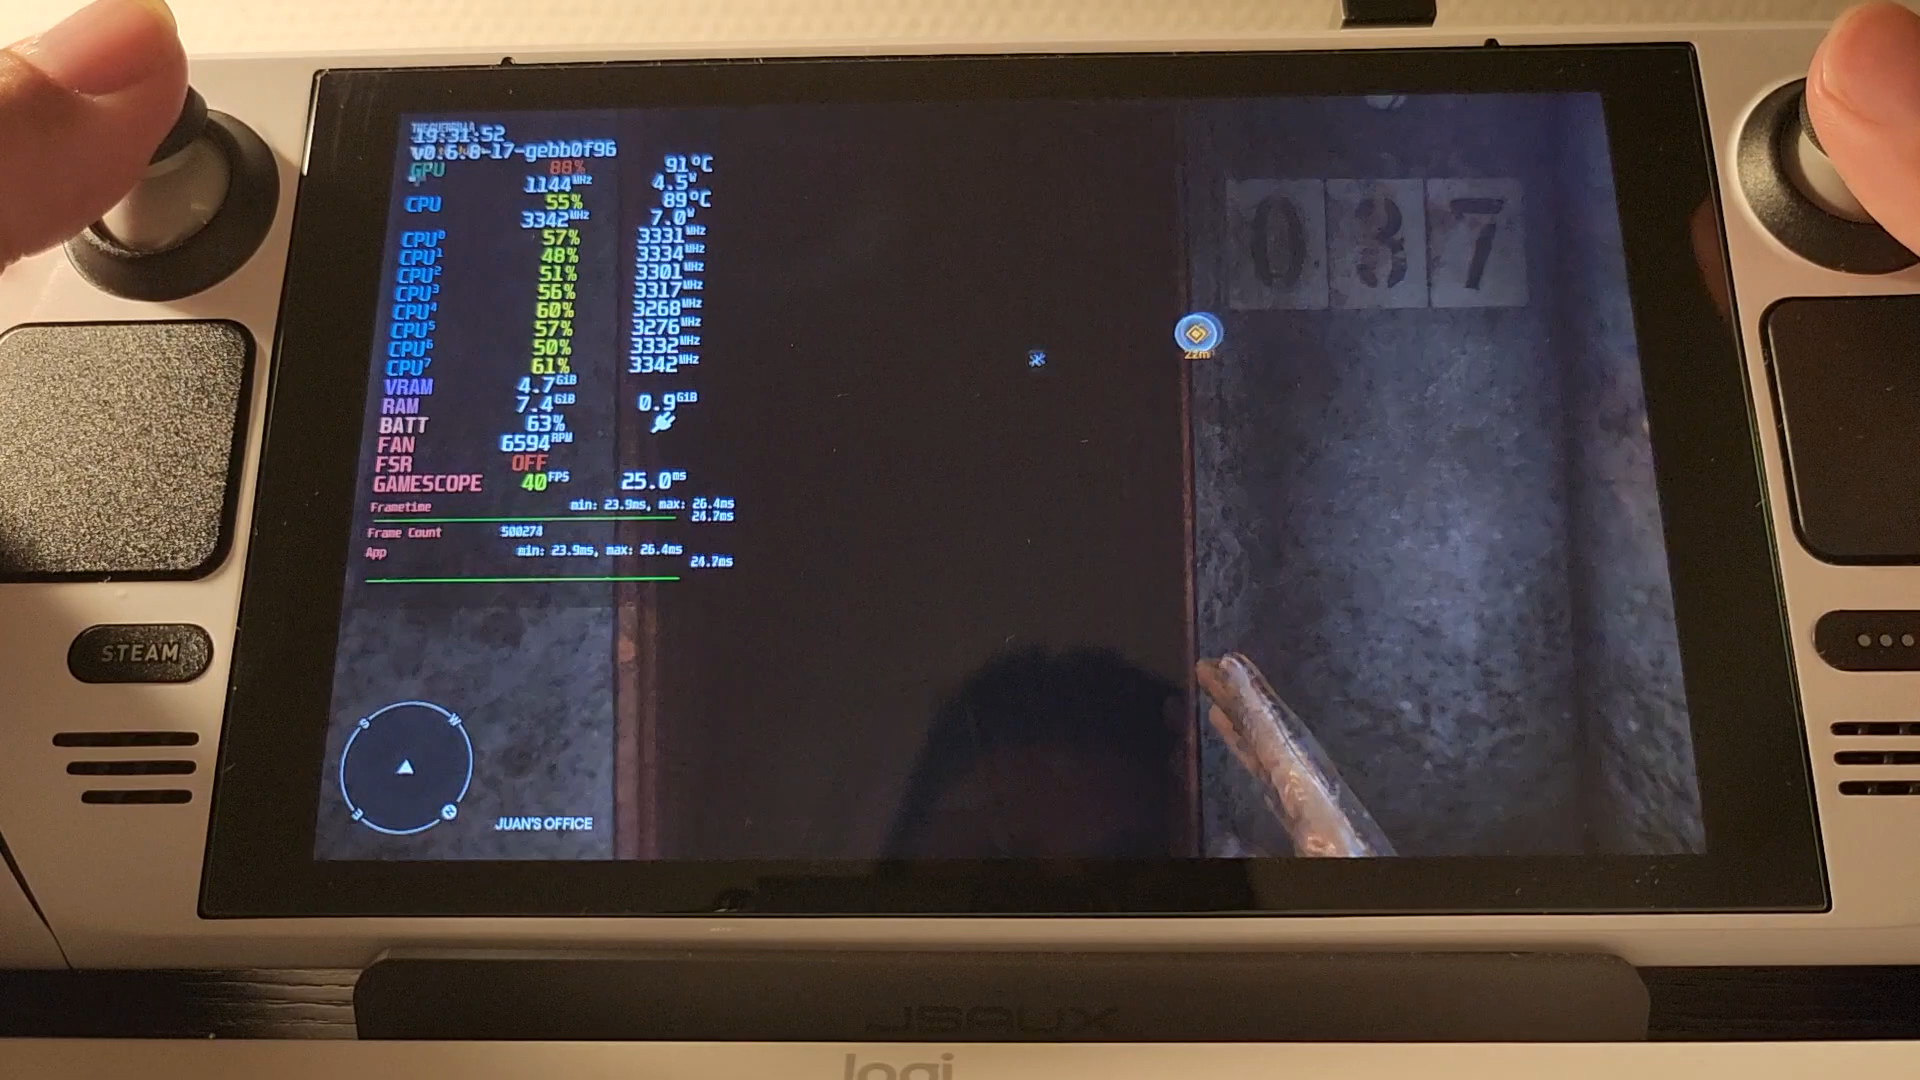 THE GUERRILLA
19:31:52
v0.6.8-17-gebb0f96
GPU 88% 91°C
1144MHz 4.5W
CPU 55% 89°C
3342MHz 7.0W
CPU0 57% 3331MHz
CPU1 48% 3334MHz
CPU2 51% 3301MHz
CPU3 56% 3317MHz
CPU4 60% 3268MHz
CPU5 57% 3276MHz
CPU6 50% 3332MHz
CPU7 61% 3342MHz
VRAM 4.7GiB
RAM 7.4GiB 0.9GiB
BATT 63%
FAN 6594RPM
FSR OFF
GAMESCOPE 40FPS 25.0ms
Frametime min: 23.9ms, max: 26.4ms
24.7ms
Frame Count 500274
App min: 23.9ms, max: 26.4ms
24.7ms
037
22m
S W
E N
JUAN'S OFFICE
STEAM
JSAUX
logi